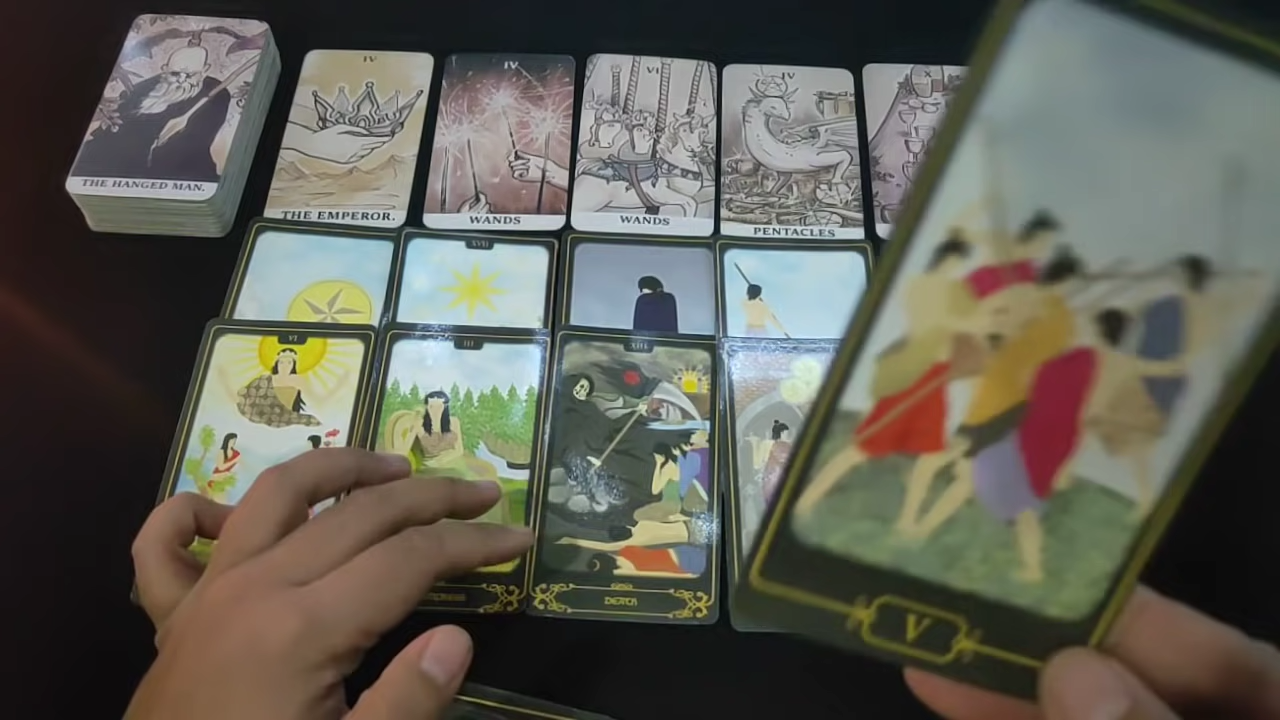 THE HANGED MAN.
IV
THE EMPEROR.
IV
WANDS
VI
WANDS
IV
PENTACLES
X
XVII
VI
III
XIII
DEATH
V